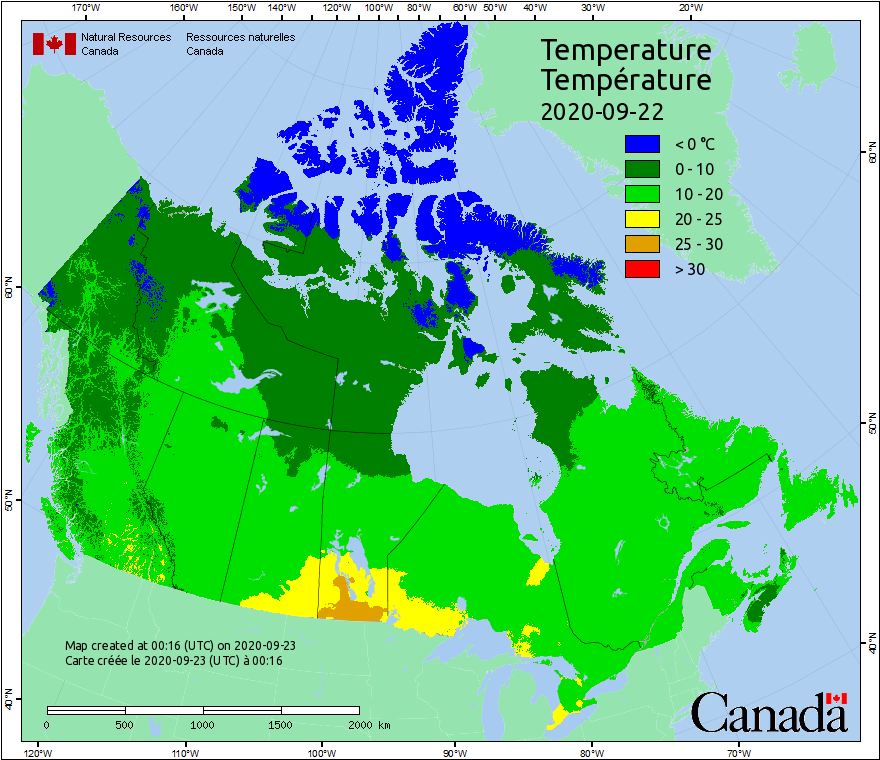 170°W 160°W 150°W 140°W 120°W 100°W 80°W 60°W 50°W 40°W 30°W 20°W
Natural Resources Ressources naturelles
Canada Canada
Temperature
Température
2020-09-22
< 0 °C
0 - 10
10 - 20
20 - 25
25 - 30
> 30
60°N
60°N
50°N
50°N
40°N
40°N
Map created at 00:16 (UTC) on 2020-09-23
Carte créée le 2020-09-23 (UTC) à 00:16
0 500 1000 1500 2000 km
Canada
120°W 110°W 100°W 90°W 80°W 70°W